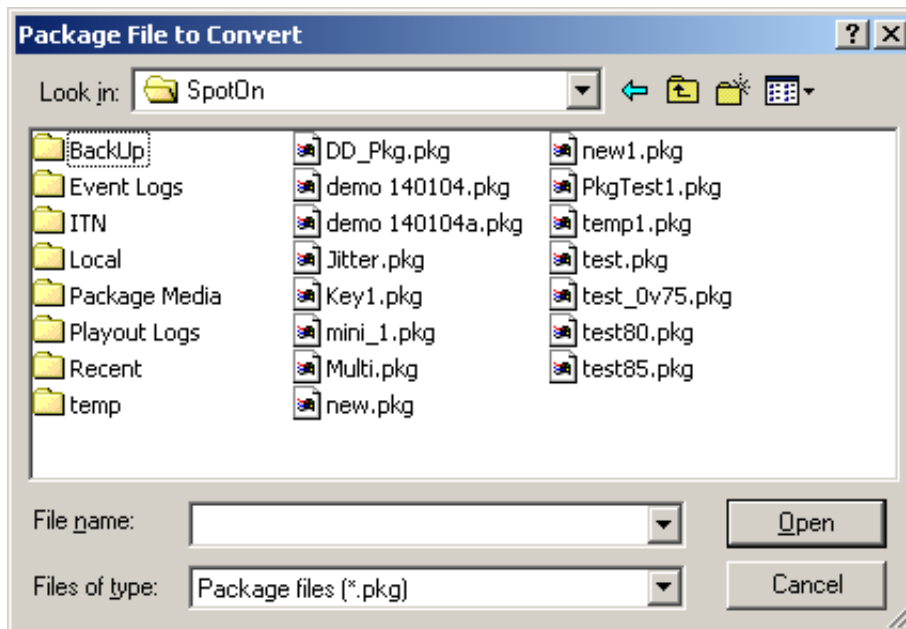 Package File to Convert
Look in: SpotOn
BackUp DD_Pkg.pkg new1.pkg
Event Logs demo 140104.pkg PkgTest1.pkg
ITN demo 140104a.pkg temp1.pkg
Local Jitter.pkg test.pkg
Package Media Key1.pkg test_0v75.pkg
Playout Logs mini_1.pkg test80.pkg
Recent Multi.pkg test85.pkg
temp new.pkg
File name: Open
Files of type: Package files (*.pkg) Cancel